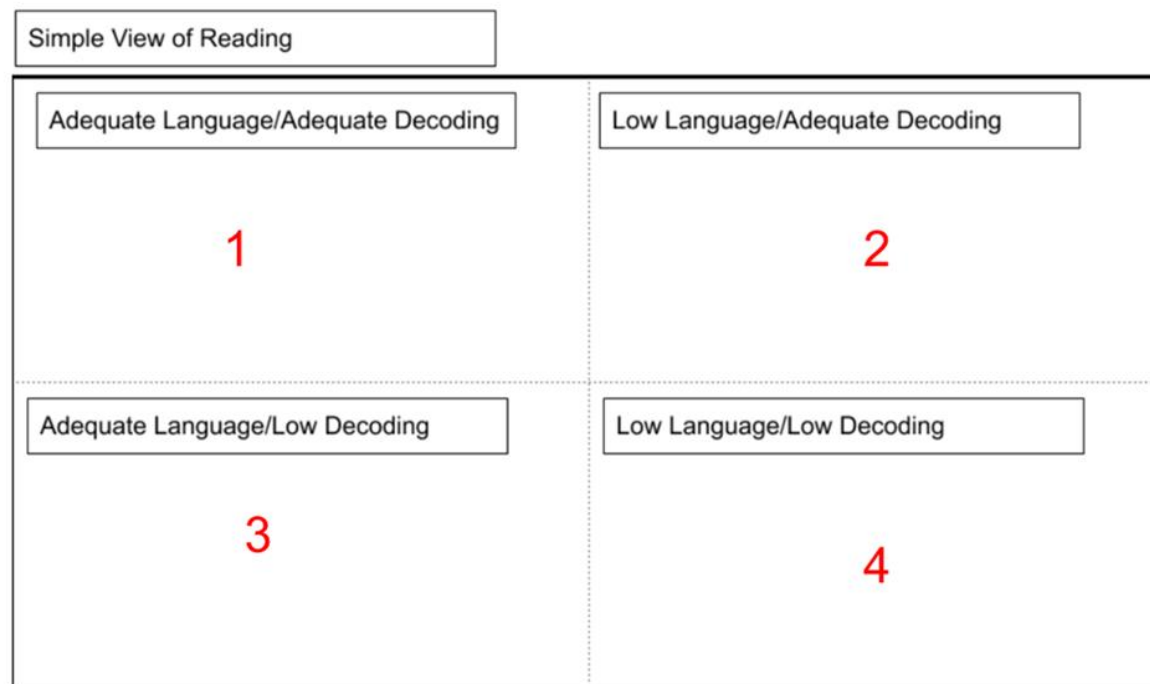 Simple View of Reading
Adequate Language/Adequate Decoding
Low Language/Adequate Decoding
1
2
Adequate Language/Low Decoding
Low Language/Low Decoding
3
4